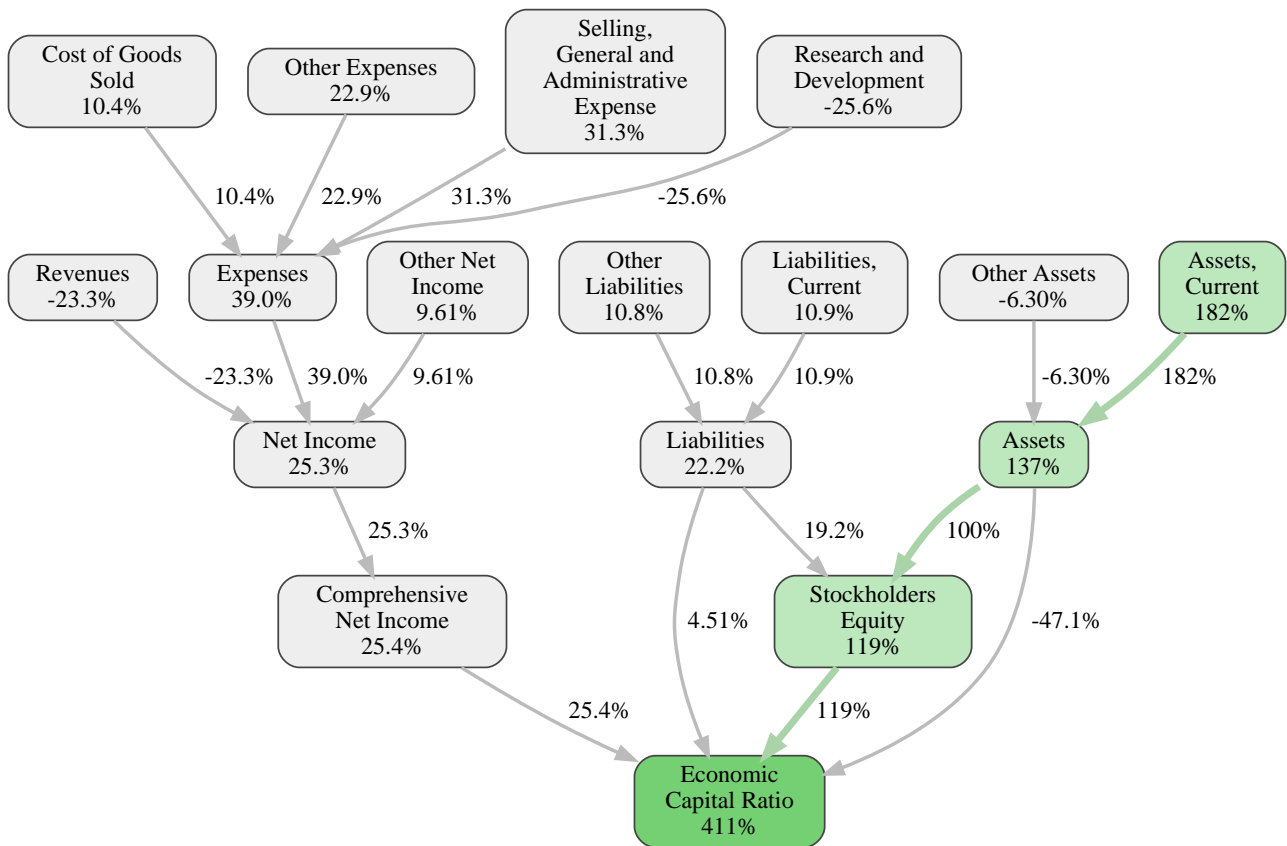 Cost of Goods
Sold
10.4%
Other Expenses
22.9%
Selling,
General and
Administrative
Expense
31.3%
Research and
Development
-25.6%
10.4%
22.9%
31.3%
-25.6%
Revenues
-23.3%
Expenses
39.0%
Other Net
Income
9.61%
Other
Liabilities
10.8%
Liabilities,
Current
10.9%
Other Assets
-6.30%
Assets,
Current
182%
-23.3%
39.0%
9.61%
10.8%
10.9%
-6.30%
182%
Net Income
25.3%
Liabilities
22.2%
Assets
137%
25.3%
19.2%
100%
Comprehensive
Net Income
25.4%
4.51%
Stockholders
Equity
119%
-47.1%
25.4%
119%
Economic
Capital Ratio
411%